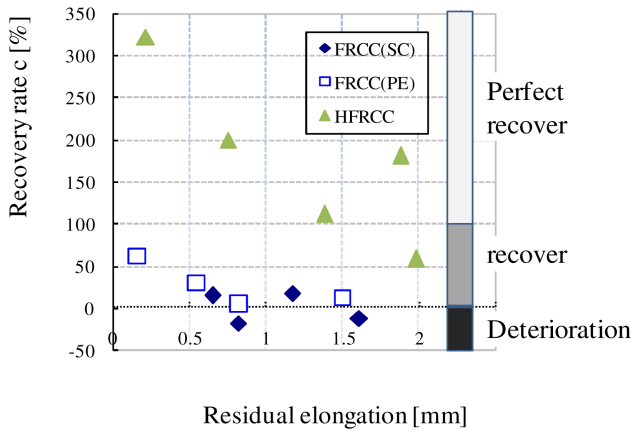 Recovery rate c [%]
350
300
250
200
150
100
50
0
-50
0
0.5
1
1.5
2
FRCC(SC)
FRCC(PE)
HFRCC
Perfect
recover
recover
Deterioration
Residual elongation [mm]